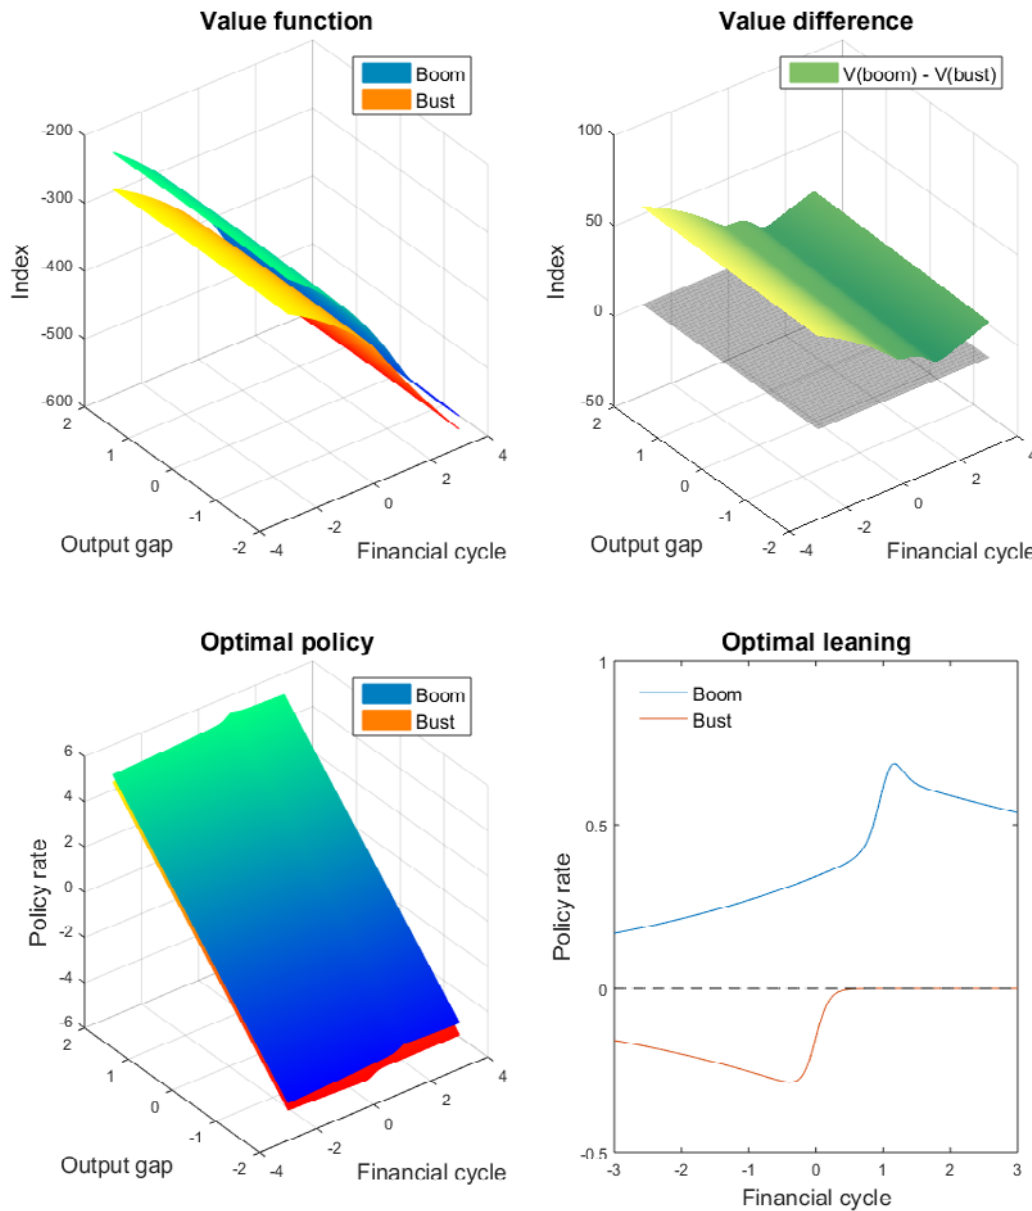 Value function
Boom
Bust
-200
-300
-400
-500
-600
Index
2
1
0
-1
-2
Output gap
-4
-2
0
2
4
Financial cycle
Value difference
V(boom) - V(bust)
100
50
0
-50
Index
2
1
0
-1
-2
Output gap
-4
-2
0
2
4
Financial cycle
Optimal policy
Boom
Bust
6
4
2
0
-2
-4
-6
Policy rate
2
1
0
-1
-2
Output gap
-4
-2
0
2
4
Financial cycle
Optimal leaning
Boom
Bust
1
0.5
0
-0.5
Policy rate
-3 -2 -1 0 1 2 3
Financial cycle